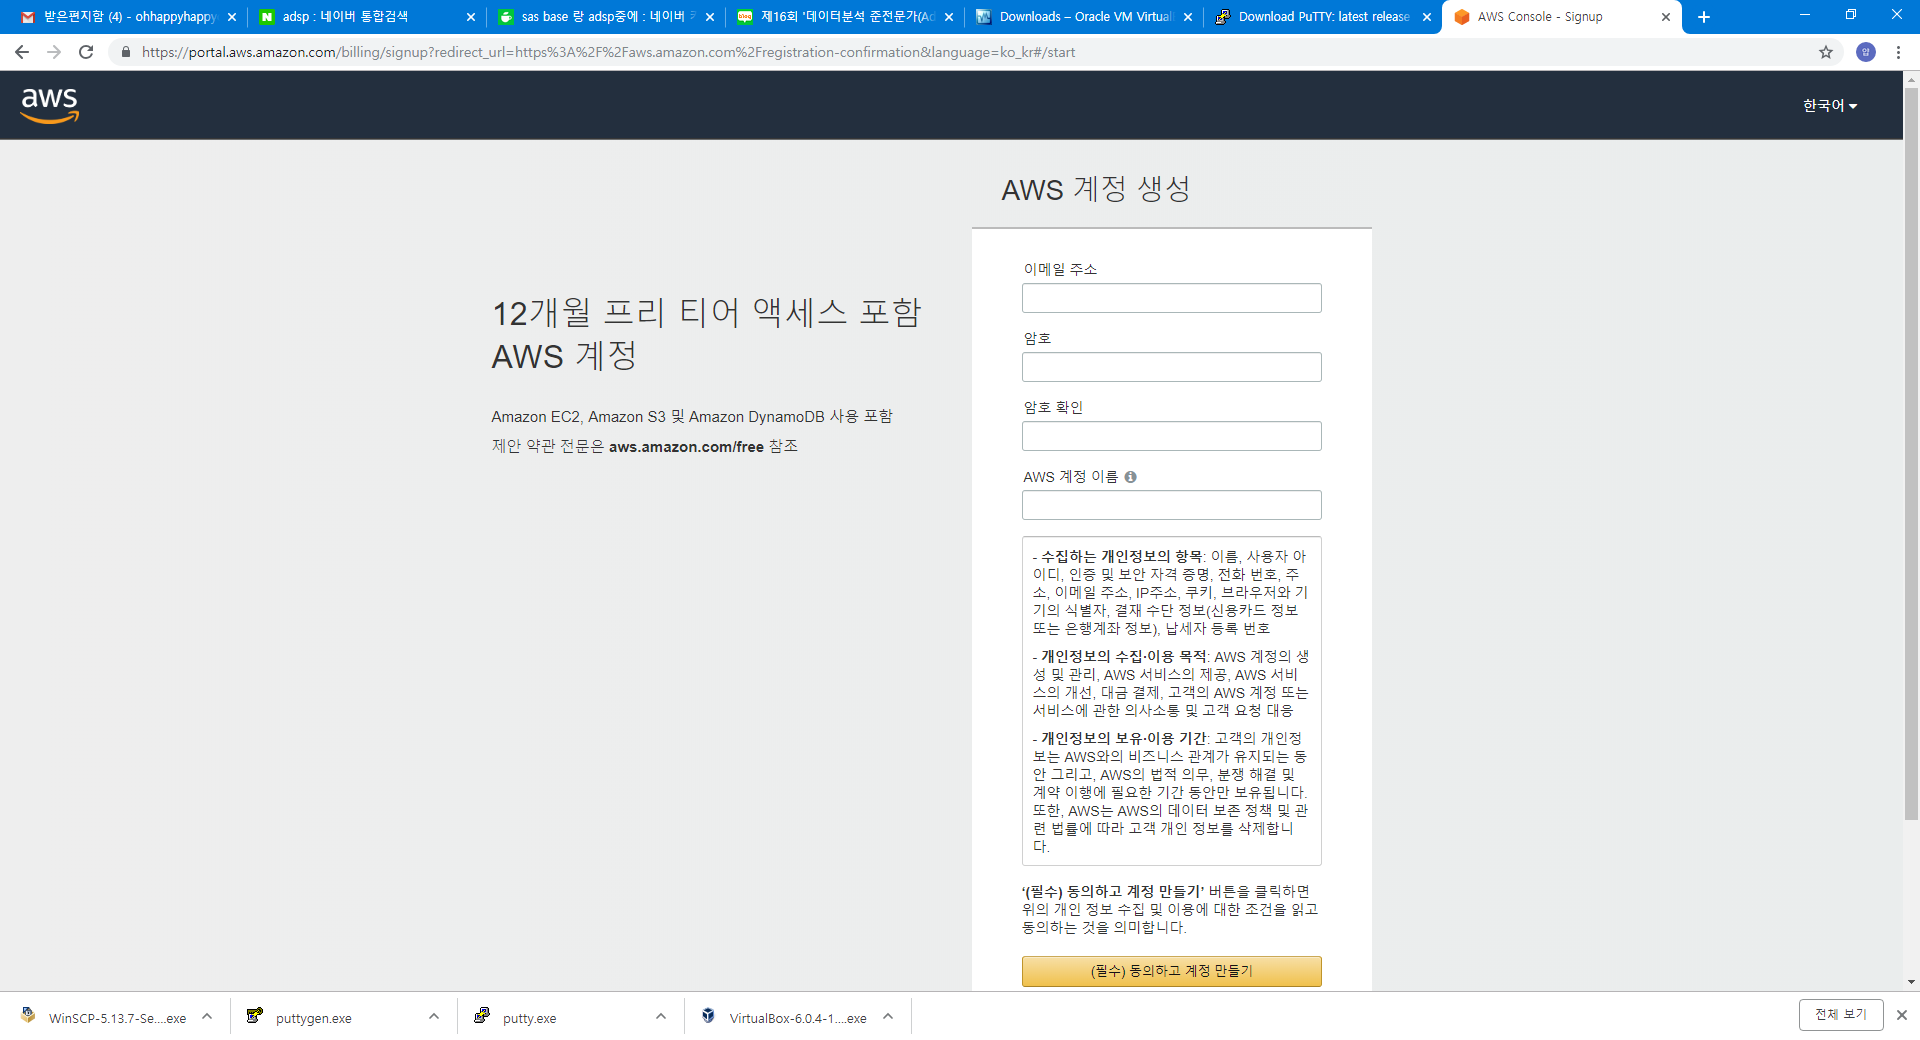 받은편지함 (4) - ohhappyhappy
adsp : 네이버 통합검색
sas base 랑 adsp중에 : 네이버
제16회 '데이터분석 준전문가(Ad
Downloads – Oracle VM Virtual
Download PuTTY: latest release
AWS Console - Signup
https://portal.aws.amazon.com/billing/signup?redirect_url=https%3A%2F%2Faws.amazon.com%2Fregistration-confirmation&language=ko_kr#/start
aws
한국어
AWS 계정 생성
12개월 프리 티어 액세스 포함
AWS 계정
Amazon EC2, Amazon S3 및 Amazon DynamoDB 사용 포함
제안 약관 전문은 aws.amazon.com/free 참조
이메일 주소
암호
암호 확인
AWS 계정 이름
- 수집하는 개인정보의 항목: 이름, 사용자 아
이디, 인증 및 보안 자격 증명, 전화 번호, 주
소, 이메일 주소, IP주소, 쿠키, 브라우저와 기
기의 식별자, 결재 수단 정보(신용카드 정보
또는 은행계좌 정보), 납세자 등록 번호
- 개인정보의 수집·이용 목적: AWS 계정의 생
성 및 관리, AWS 서비스의 제공, AWS 서비
스의 개선, 대금 결제, 고객의 AWS 계정 또는
서비스에 관한 의사소통 및 고객 요청 대응
- 개인정보의 보유·이용 기간: 고객의 개인정
보는 AWS와의 비즈니스 관계가 유지되는 동
안 그리고, AWS의 법적 의무, 분쟁 해결 및
계약 이행에 필요한 기간 동안만 보유됩니다.
또한, AWS는 AWS의 데이터 보존 정책 및 관
련 법률에 따라 고객 개인 정보를 삭제합니
다.
‘(필수) 동의하고 계정 만들기’ 버튼을 클릭하면
위의 개인 정보 수집 및 이용에 대한 조건을 읽고
동의하는 것을 의미합니다.
(필수) 동의하고 계정 만들기
WinSCP-5.13.7-Se....exe
puttygen.exe
putty.exe
VirtualBox-6.0.4-1....exe
전체 보기